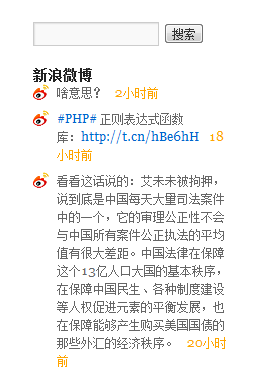 搜索
新浪微博
啥意思？ 2小时前
#PHP# 正则表达式函数
库：http://t.cn/hBe6hH 18
小时前
看看这话说的：艾未未被拘押，
说到底是中国每天大量司法案件
中的一个，它的审理公正性不会
与中国所有案件公正执法的平均
值有很大差距。中国法律在保障
这个13亿人口大国的基本秩序，
在保障中国民生、各种制度建设
等人权促进元素的平衡发展，也
在保障能够产生购买美国国债的
那些外汇的经济秩序。 20小时
前